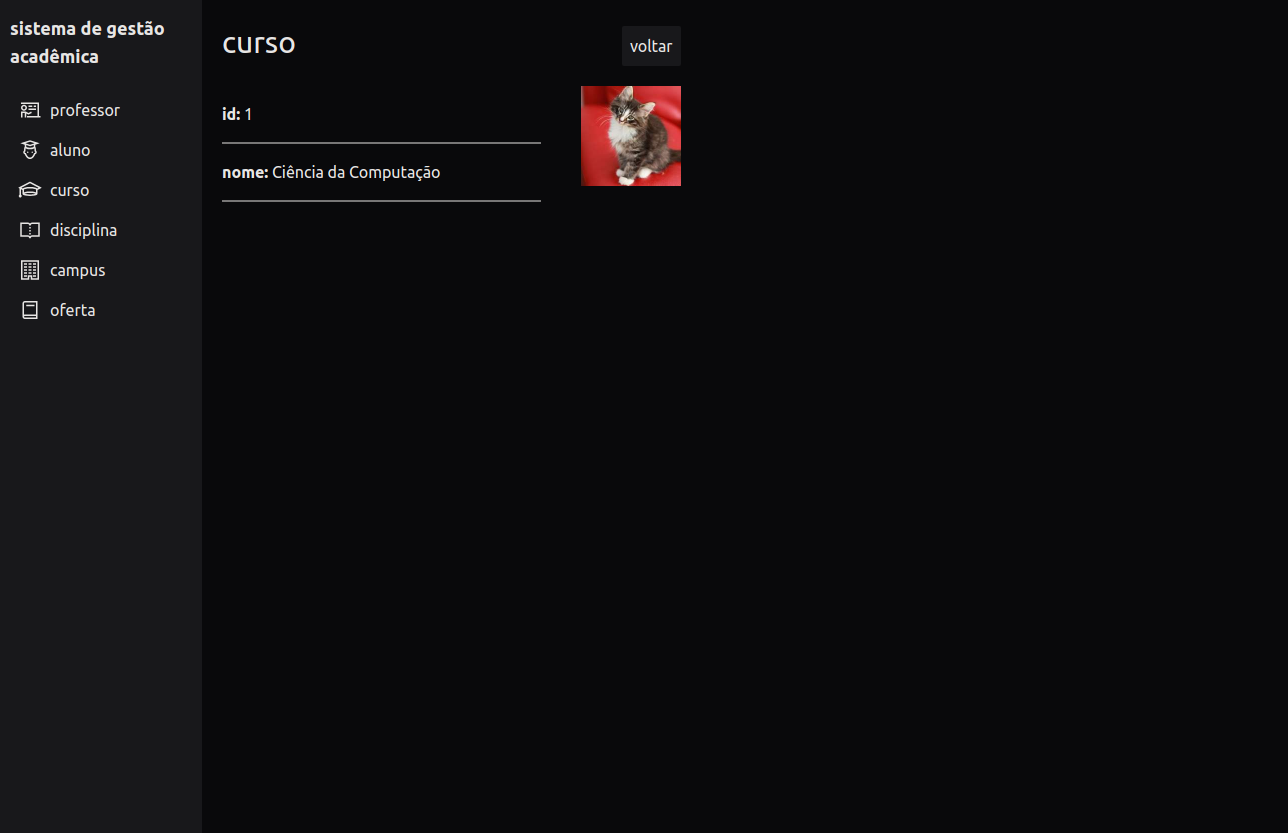 sistema de gestão
acadêmica
professor
aluno
curso
disciplina
campus
oferta
curso
voltar
id: 1
nome: Ciência da Computação